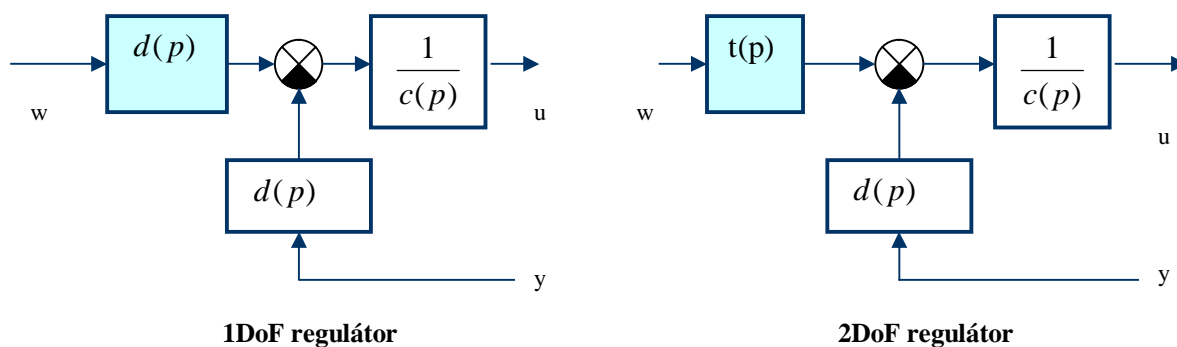 d(p)
1
c(p)
w
u
d(p)
y
1DoF regulátor
t(p)
1
c(p)
w
u
d(p)
y
2DoF regulátor